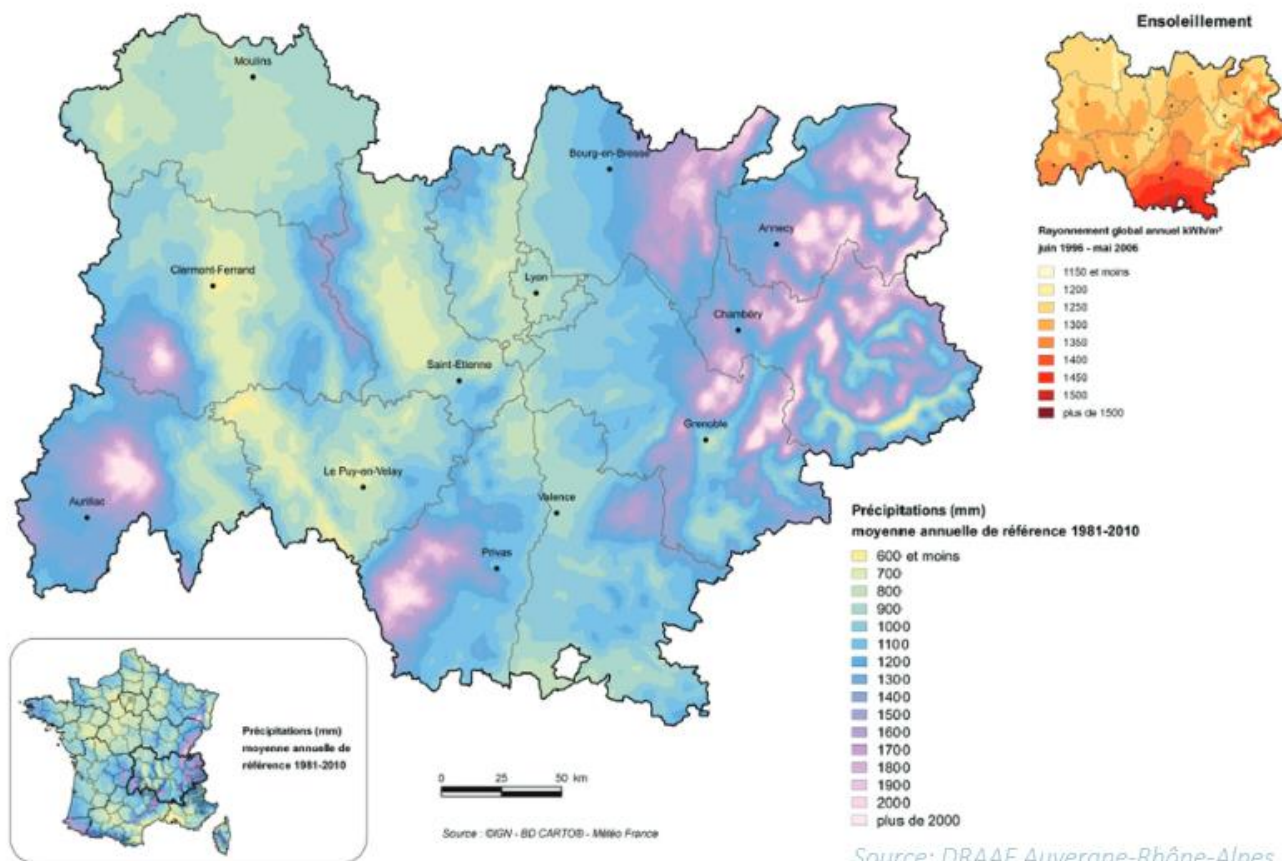 Ensoleillement
Moulins
Bourg-en-Bresse
Annecy
Clermont-Ferrand
Lyon
Chambéry
Saint-Etienne
Grenoble
Le Puy-en-Velay
Aurillac
Valence
Privas
Rayonnement global annuel kWh/m²
juin 1996 - mai 2006
1150 et moins
1200
1250
1300
1350
1400
1450
1500
plus de 1500
Précipitations (mm)
moyenne annuelle de référence 1981-2010
600 et moins
700
800
900
1000
1100
1200
1300
1400
1500
1600
1700
1800
1900
2000
plus de 2000
Précipitations (mm)
moyenne annuelle de
référence 1981-2010
0 25 50 km
Source : ©IGN - BD CARTO® - Météo France
Source: DRAAF Auvergne-Rhône-Alpes